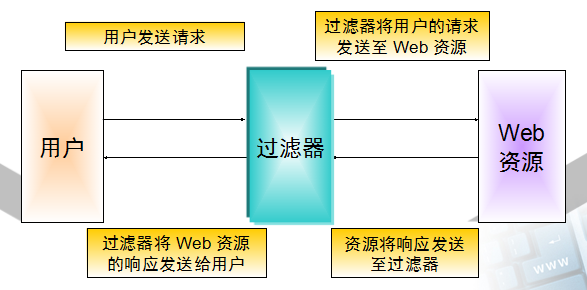 用户发送请求
过滤器将用户的请求
发送至 Web 资源
用户
过滤器
Web
资源
过滤器将 Web 资源
的响应发送给用户
资源将响应发送
至过滤器
www